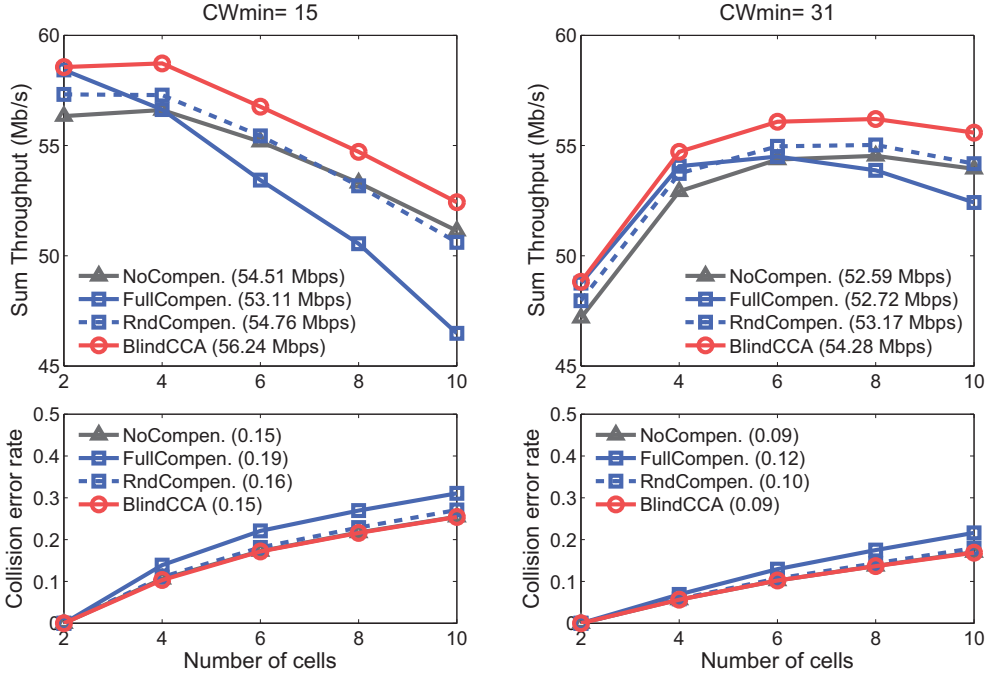 CWmin= 15
60
55
50
45
Sum Throughput (Mb/s)
NoCompen. (54.51 Mbps)
FullCompen. (53.11 Mbps)
RndCompen. (54.76 Mbps)
BlindCCA (56.24 Mbps)
2 4 6 8 10
CWmin= 31
60
55
50
45
Sum Throughput (Mb/s)
NoCompen. (52.59 Mbps)
FullCompen. (52.72 Mbps)
RndCompen. (53.17 Mbps)
BlindCCA (54.28 Mbps)
2 4 6 8 10
0.5
0.4
0.3
0.2
0.1
0
Collision error rate
NoCompen. (0.15)
FullCompen. (0.19)
RndCompen. (0.16)
BlindCCA (0.15)
2 4 6 8 10
Number of cells
0.5
0.4
0.3
0.2
0.1
0
Collision error rate
NoCompen. (0.09)
FullCompen. (0.12)
RndCompen. (0.10)
BlindCCA (0.09)
2 4 6 8 10
Number of cells